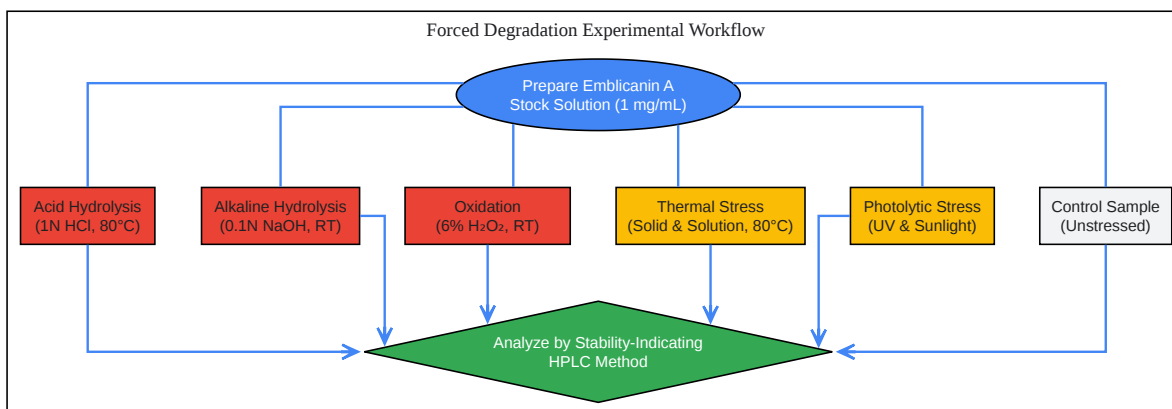 Forced Degradation Experimental Workflow
Prepare Emblicanin A
Stock Solution (1 mg/mL)
Acid Hydrolysis
(1N HCl, 80°C)
Alkaline Hydrolysis
(0.1N NaOH, RT)
Oxidation
(6% H₂O₂, RT)
Thermal Stress
(Solid & Solution, 80°C)
Photolytic Stress
(UV & Sunlight)
Control Sample
(Unstressed)
Analyze by Stability-Indicating
HPLC Method